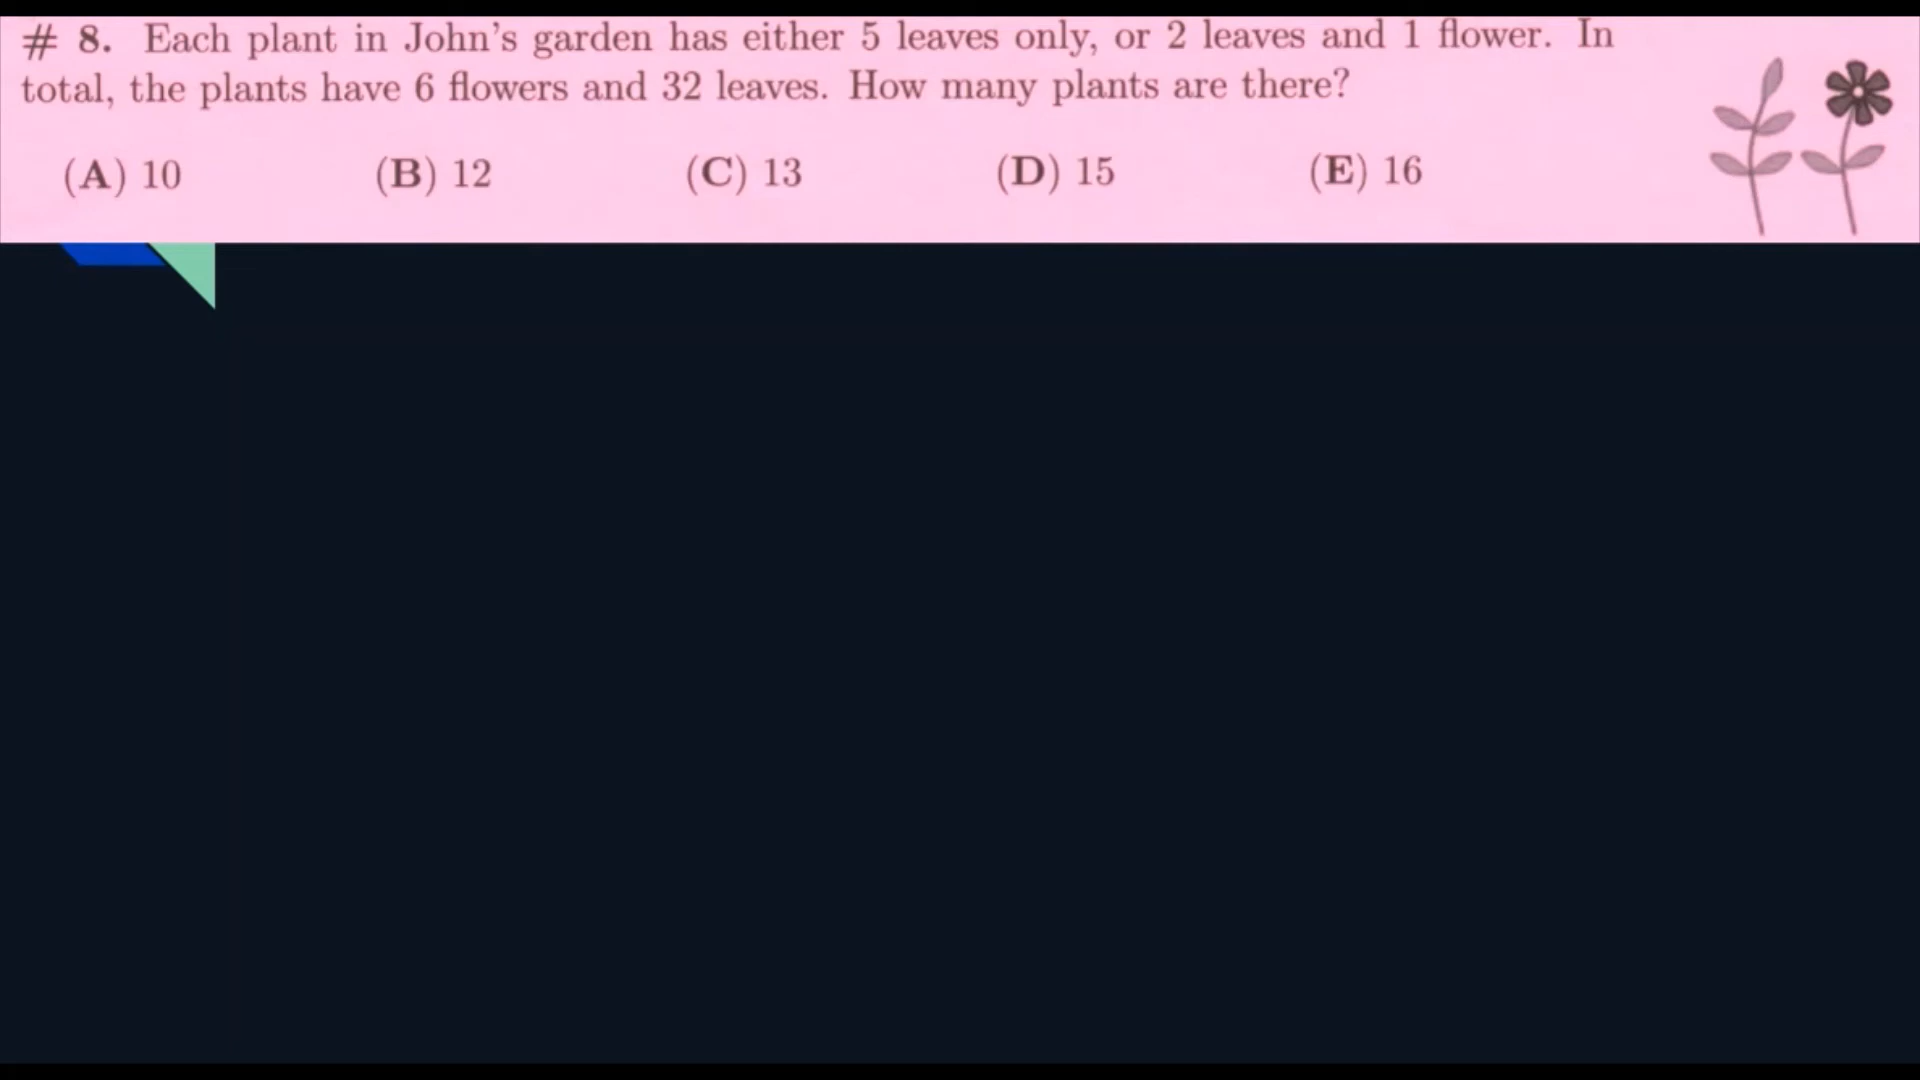 # 8. Each plant in John’s garden has either 5 leaves only, or 2 leaves and 1 flower. In
total, the plants have 6 flowers and 32 leaves. How many plants are there?
(A) 10 (B) 12 (C) 13 (D) 15 (E) 16